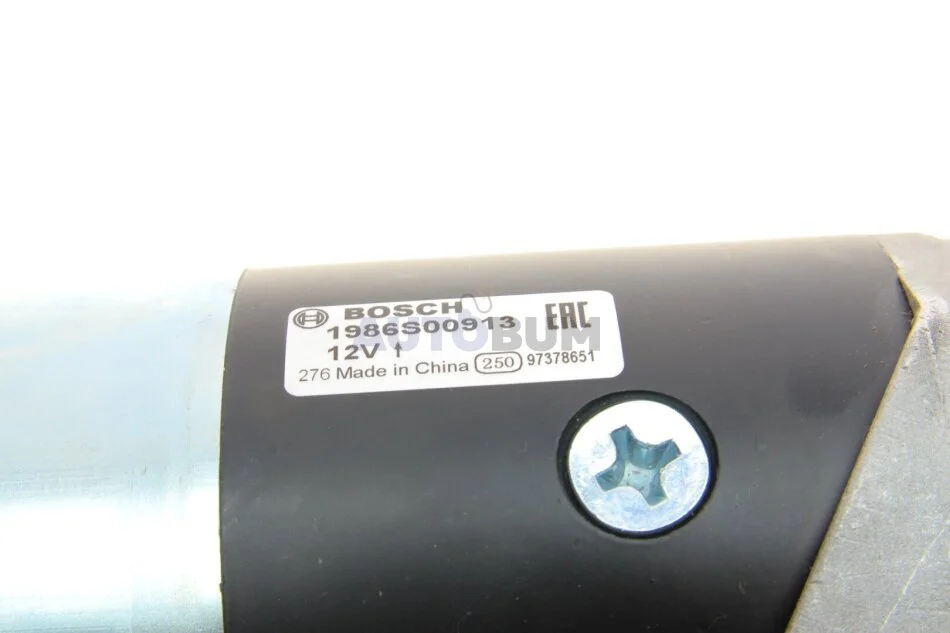 BOSCH
1986S00913 EAC
AUTOBUM
12V ↑
276 Made in China 250 97378651